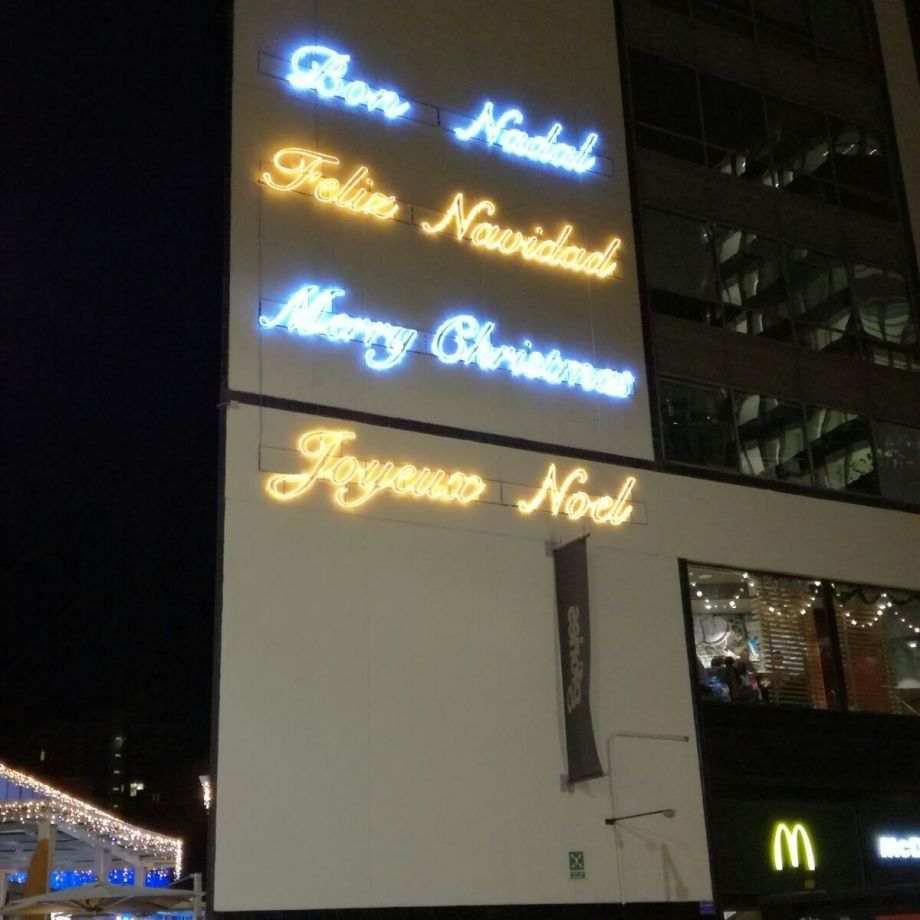 Bon Nadal
Feliz Navidad
Merry Christmas
Joyeux Noel